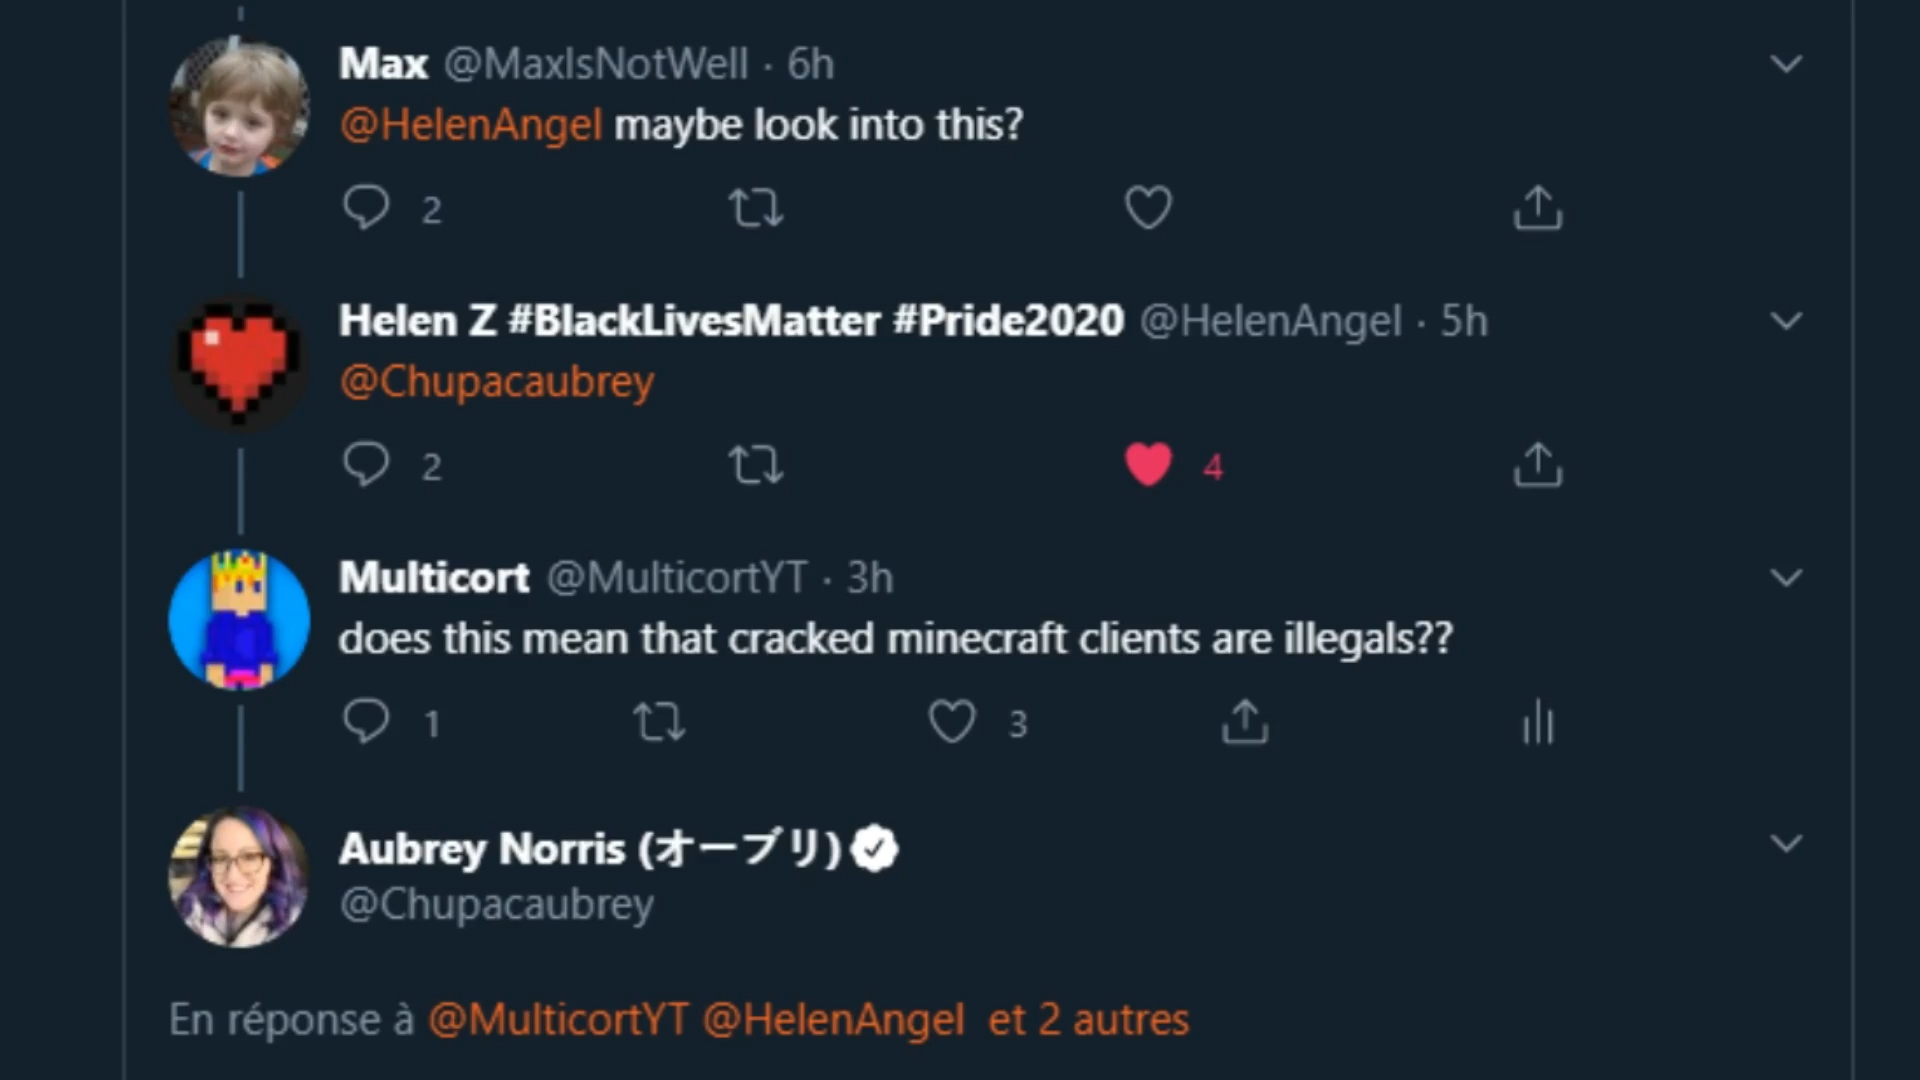 Max @MaxIsNotWell · 6h
@HelenAngel maybe look into this?
2
Helen Z #BlackLivesMatter #Pride2020 @HelenAngel · 5h
@Chupacaubrey
2 4
Multicort @MulticortYT · 3h
does this mean that cracked minecraft clients are illegals??
1 3
Aubrey Norris (オーブリ)
@Chupacaubrey
En réponse à @MulticortYT @HelenAngel et 2 autres